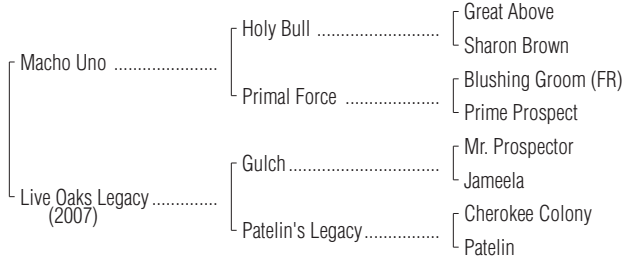 Great Above
Holy Bull ........................
Sharon Brown
Macho Uno ....................
Blushing Groom (FR)
Primal Force ..................
Prime Prospect
Mr. Prospector
Gulch .............................
Jameela
Live Oaks Legacy .............
(2007)
Cherokee Colony
Patelin's Legacy ...............
Patelin